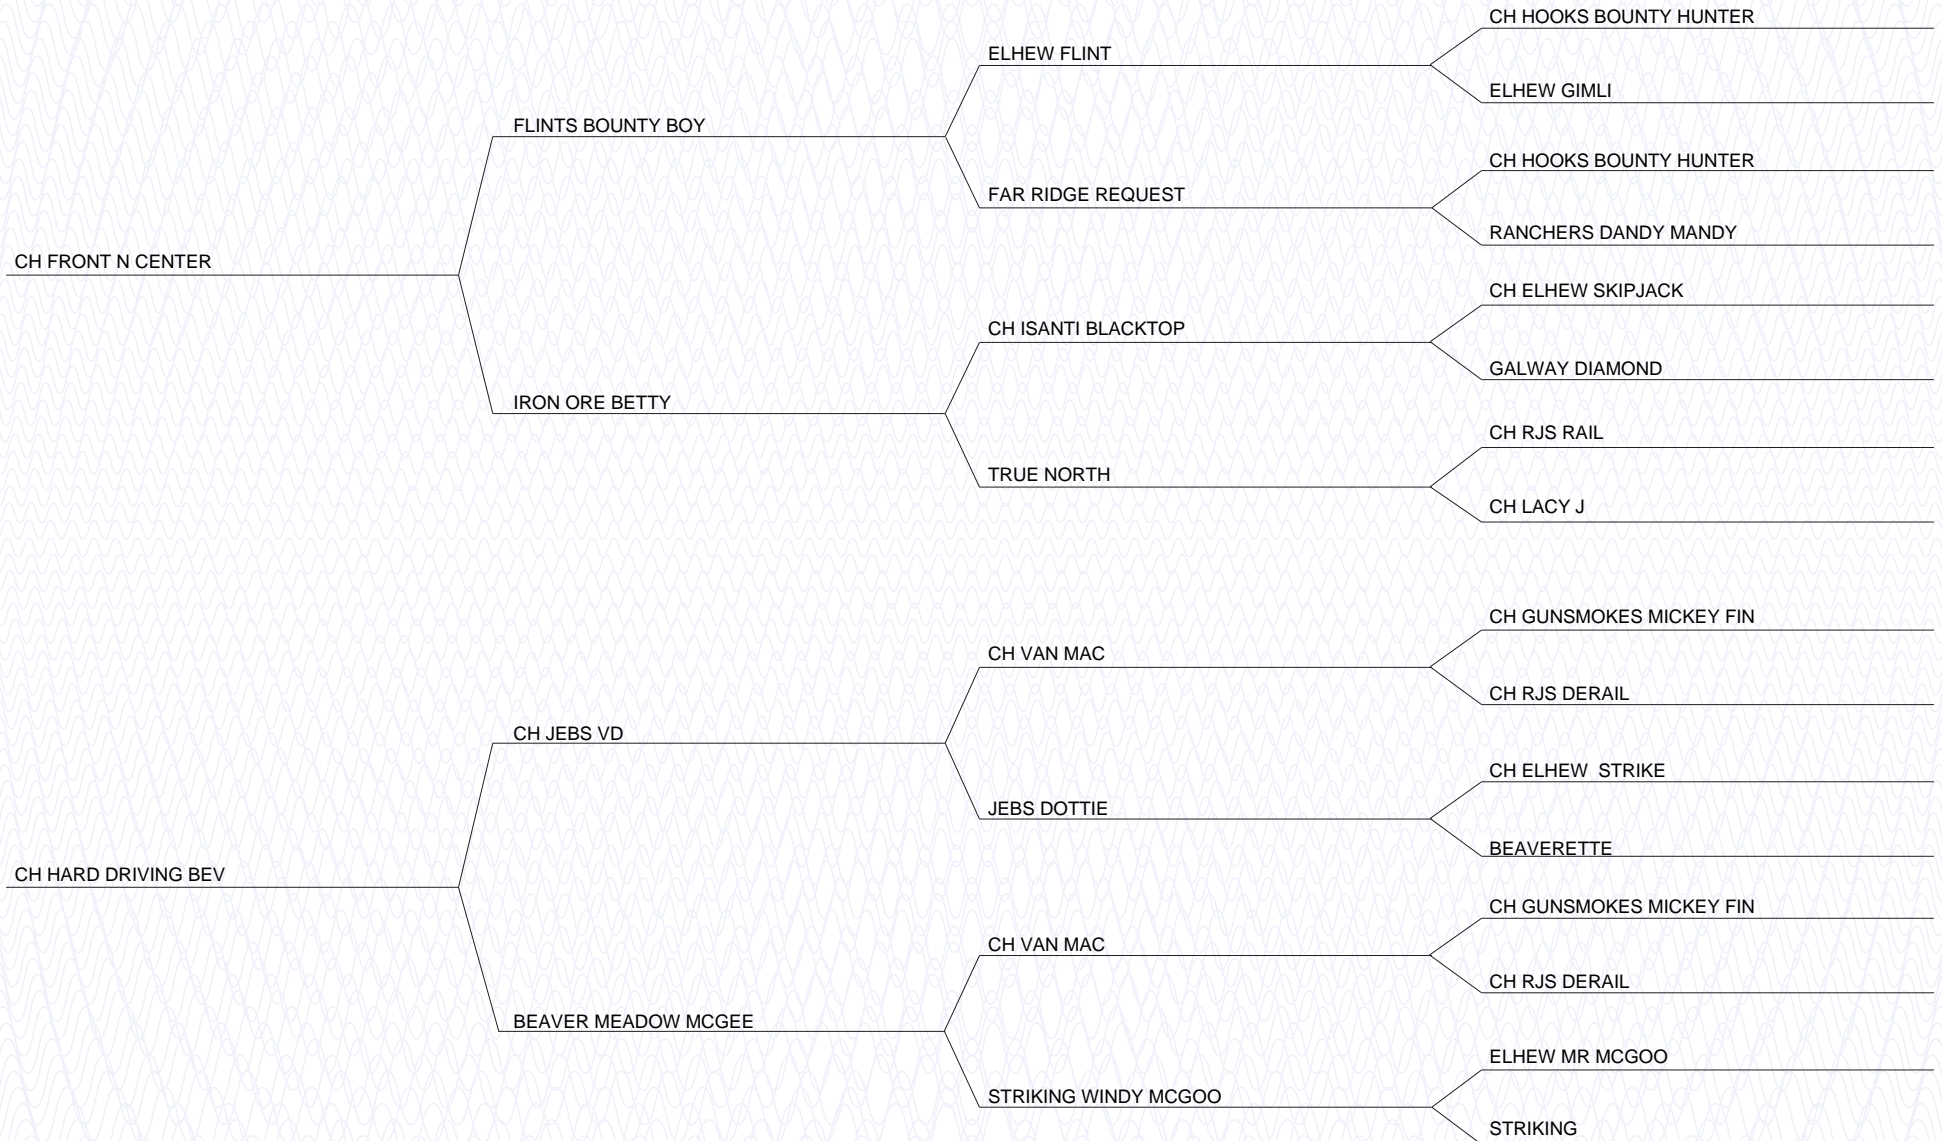 CH HOOKS BOUNTY HUNTER
ELHEW FLINT
ELHEW GIMLI
FLINTS BOUNTY BOY
CH HOOKS BOUNTY HUNTER
FAR RIDGE REQUEST
RANCHERS DANDY MANDY
CH FRONT N CENTER
CH ELHEW SKIPJACK
CH ISANTI BLACKTOP
GALWAY DIAMOND
IRON ORE BETTY
CH RJS RAIL
TRUE NORTH
CH LACY J
CH GUNSMOKES MICKEY FIN
CH VAN MAC
CH RJS DERAIL
CH JEBS VD
CH ELHEW  STRIKE
JEBS DOTTIE
BEAVERETTE
CH HARD DRIVING BEV
CH GUNSMOKES MICKEY FIN
CH VAN MAC
CH RJS DERAIL
BEAVER MEADOW MCGEE
ELHEW MR MCGOO
STRIKING WINDY MCGOO
STRIKING